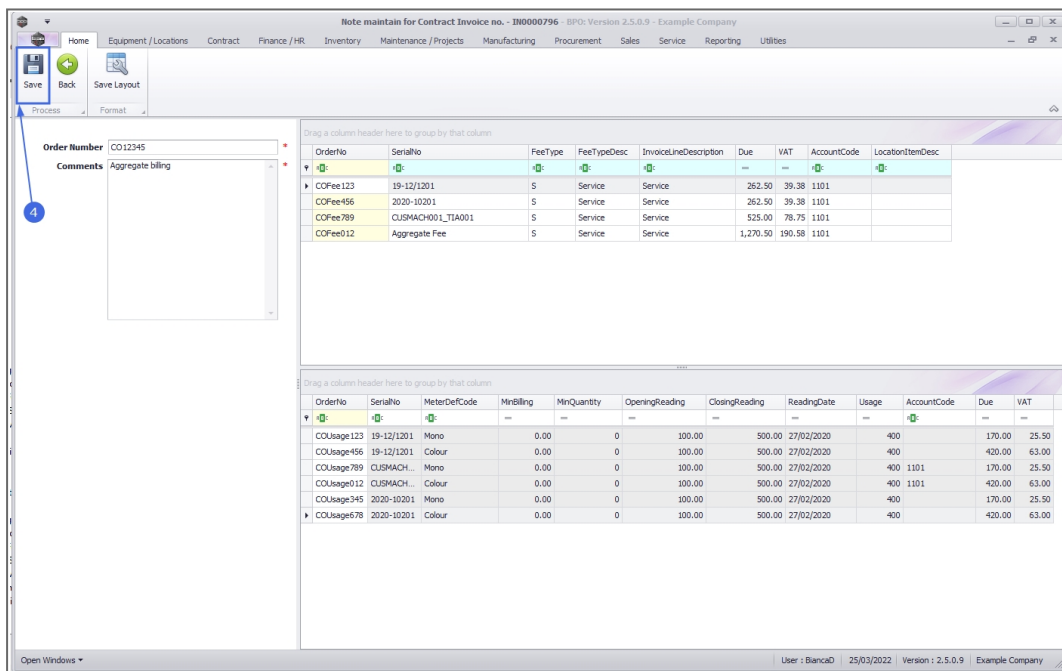 Note maintain for Contract Invoice no. - IN0000796 - BPO: Version 2.5.0.9 - Example Company
Home Equipment / Locations Contract Finance / HR Inventory Maintenance / Projects Manufacturing Procurement Sales Service Reporting Utilities
Save Back Save Layout
Process Format
4
Order Number CO12345 *
Comments Aggregate billing *
Drag a column header here to group by that column
OrderNo SerialNo FeeType FeeTypeDesc InvoiceLineDescription Due VAT AccountCode LocationItemDesc
COFee123 19-12/1201 S Service Service 262.50 39.38 1101
COFee456 2020-10201 S Service Service 262.50 39.38 1101
COFee789 CUSMACH001_TIA001 S Service Service 525.00 78.75 1101
COFee012 Aggregate Fee S Service Service 1,270.50 190.58 1101
Drag a column header here to group by that column
OrderNo SerialNo MeterDefCode MinBilling MinQuantity OpeningReading ClosingReading ReadingDate Usage AccountCode Due VAT
COUsage123 19-12/1201 Mono 0.00 0 100.00 500.00 27/02/2020 400 170.00 25.50
COUsage456 19-12/1201 Colour 0.00 0 100.00 500.00 27/02/2020 400 420.00 63.00
COUsage789 CUSMACH... Mono 0.00 0 100.00 500.00 27/02/2020 400 1101 170.00 25.50
COUsage012 CUSMACH... Colour 0.00 0 100.00 500.00 27/02/2020 400 1101 420.00 63.00
COUsage345 2020-10201 Mono 0.00 0 100.00 500.00 27/02/2020 400 170.00 25.50
COUsage678 2020-10201 Colour 0.00 0 100.00 500.00 27/02/2020 400 420.00 63.00
Open Windows User : BiancaD 25/03/2022 Version : 2.5.0.9 Example Company